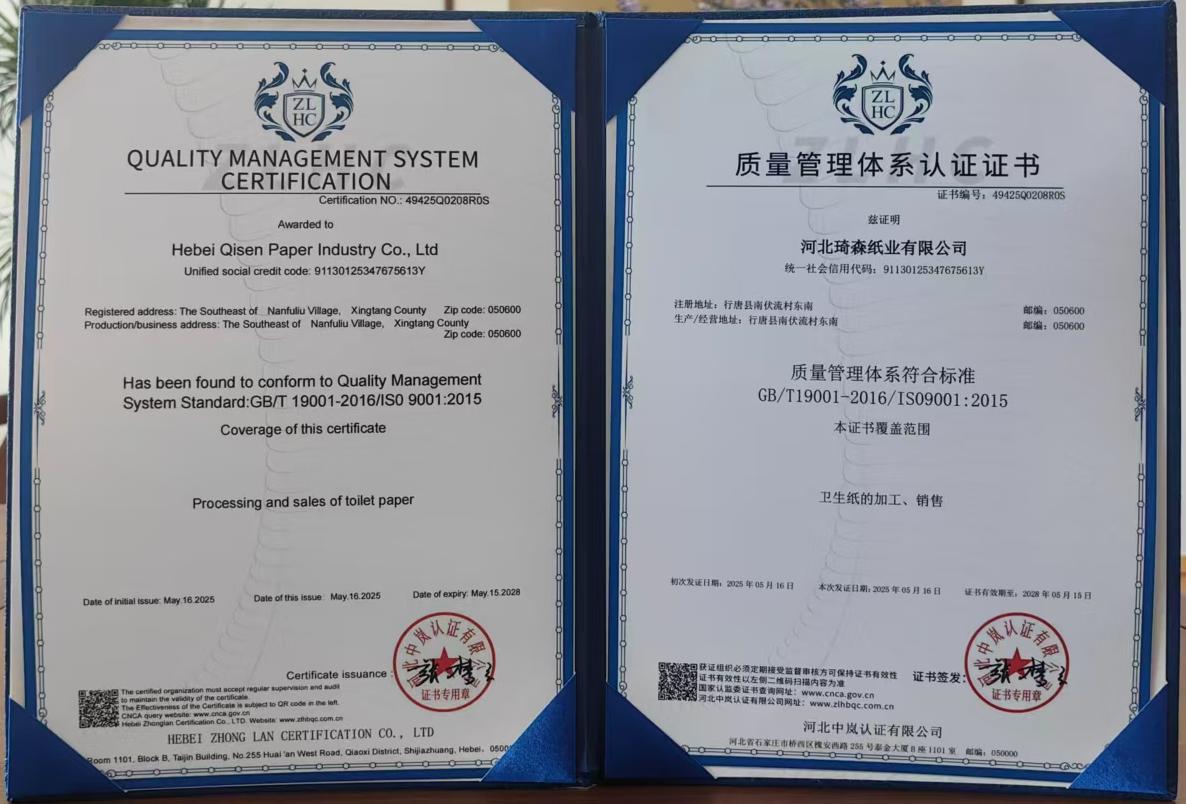 ZL
HC
QUALITY MANAGEMENT SYSTEM
CERTIFICATION
Certification NO.: 49425Q0208R0S
Awarded to
Hebei Qisen Paper Industry Co., Ltd
Unified social credit code: 91130125347675613Y
Registered address: The Southeast of Nanfuliu Village, Xingtang County Zip code: 050600
Production/business address: The Southeast of Nanfuliu Village, Xingtang County
Zip code: 050600
Has been found to conform to Quality Management
System Standard:GB/T 19001-2016/IS0 9001:2015
Coverage of this certificate
Processing and sales of toilet paper
Date of initial issue: May.16.2025 Date of this issue: May.16.2025 Date of expiry: May.15.2028
Certificate issuance:
中岚认证有限
证书专用章
The certified organization must accept regular supervision and audit
to maintain the validity of the certificate.
The Effectiveness of the Certificate is subject to QR code in the left.
CNCA query website: www.cnca.gov.cn
Hebei Zhonglan Certification Co., LTD. Website: www.zlhbqc.com.cn
HEBEI ZHONG LAN CERTIFICATION CO., LTD
Room 1101, Block B, Taijin Building, No.255 Huai 'an West Road, Qiaoxi District, Shijiazhuang, Hebei, 0500
ZL
HC
质量管理体系认证证书
证书编号：49425Q0208R0S
兹证明
河北琦森纸业有限公司
统一社会信用代码：91130125347675613Y
注册地址：行唐县南伏流村东南 邮编：050600
生产/经营地址：行唐县南伏流村东南 邮编：050600
质量管理体系符合标准
GB/T19001-2016/ISO9001:2015
本证书覆盖范围
卫生纸的加工、销售
初次发证日期：2025 年 05 月 16 日 本次发证日期：2025 年 05 月 16 日 证书有效期至：2028 年 05 月 15 日
证书签发：
中岚认证有限
证书专用章
获证组织必须定期接受监督审核方可保持证书有效性
证书有效性以左侧二维码扫描内容为准
国家认监委证书查询网址：www.cnca.gov.cn
河北中岚认证有限公司网址：www.zlhbqc.com.cn
河北中岚认证有限公司
河北省石家庄市桥西区槐安西路 255 号泰金大厦 B 座 1101 室 邮编：050000